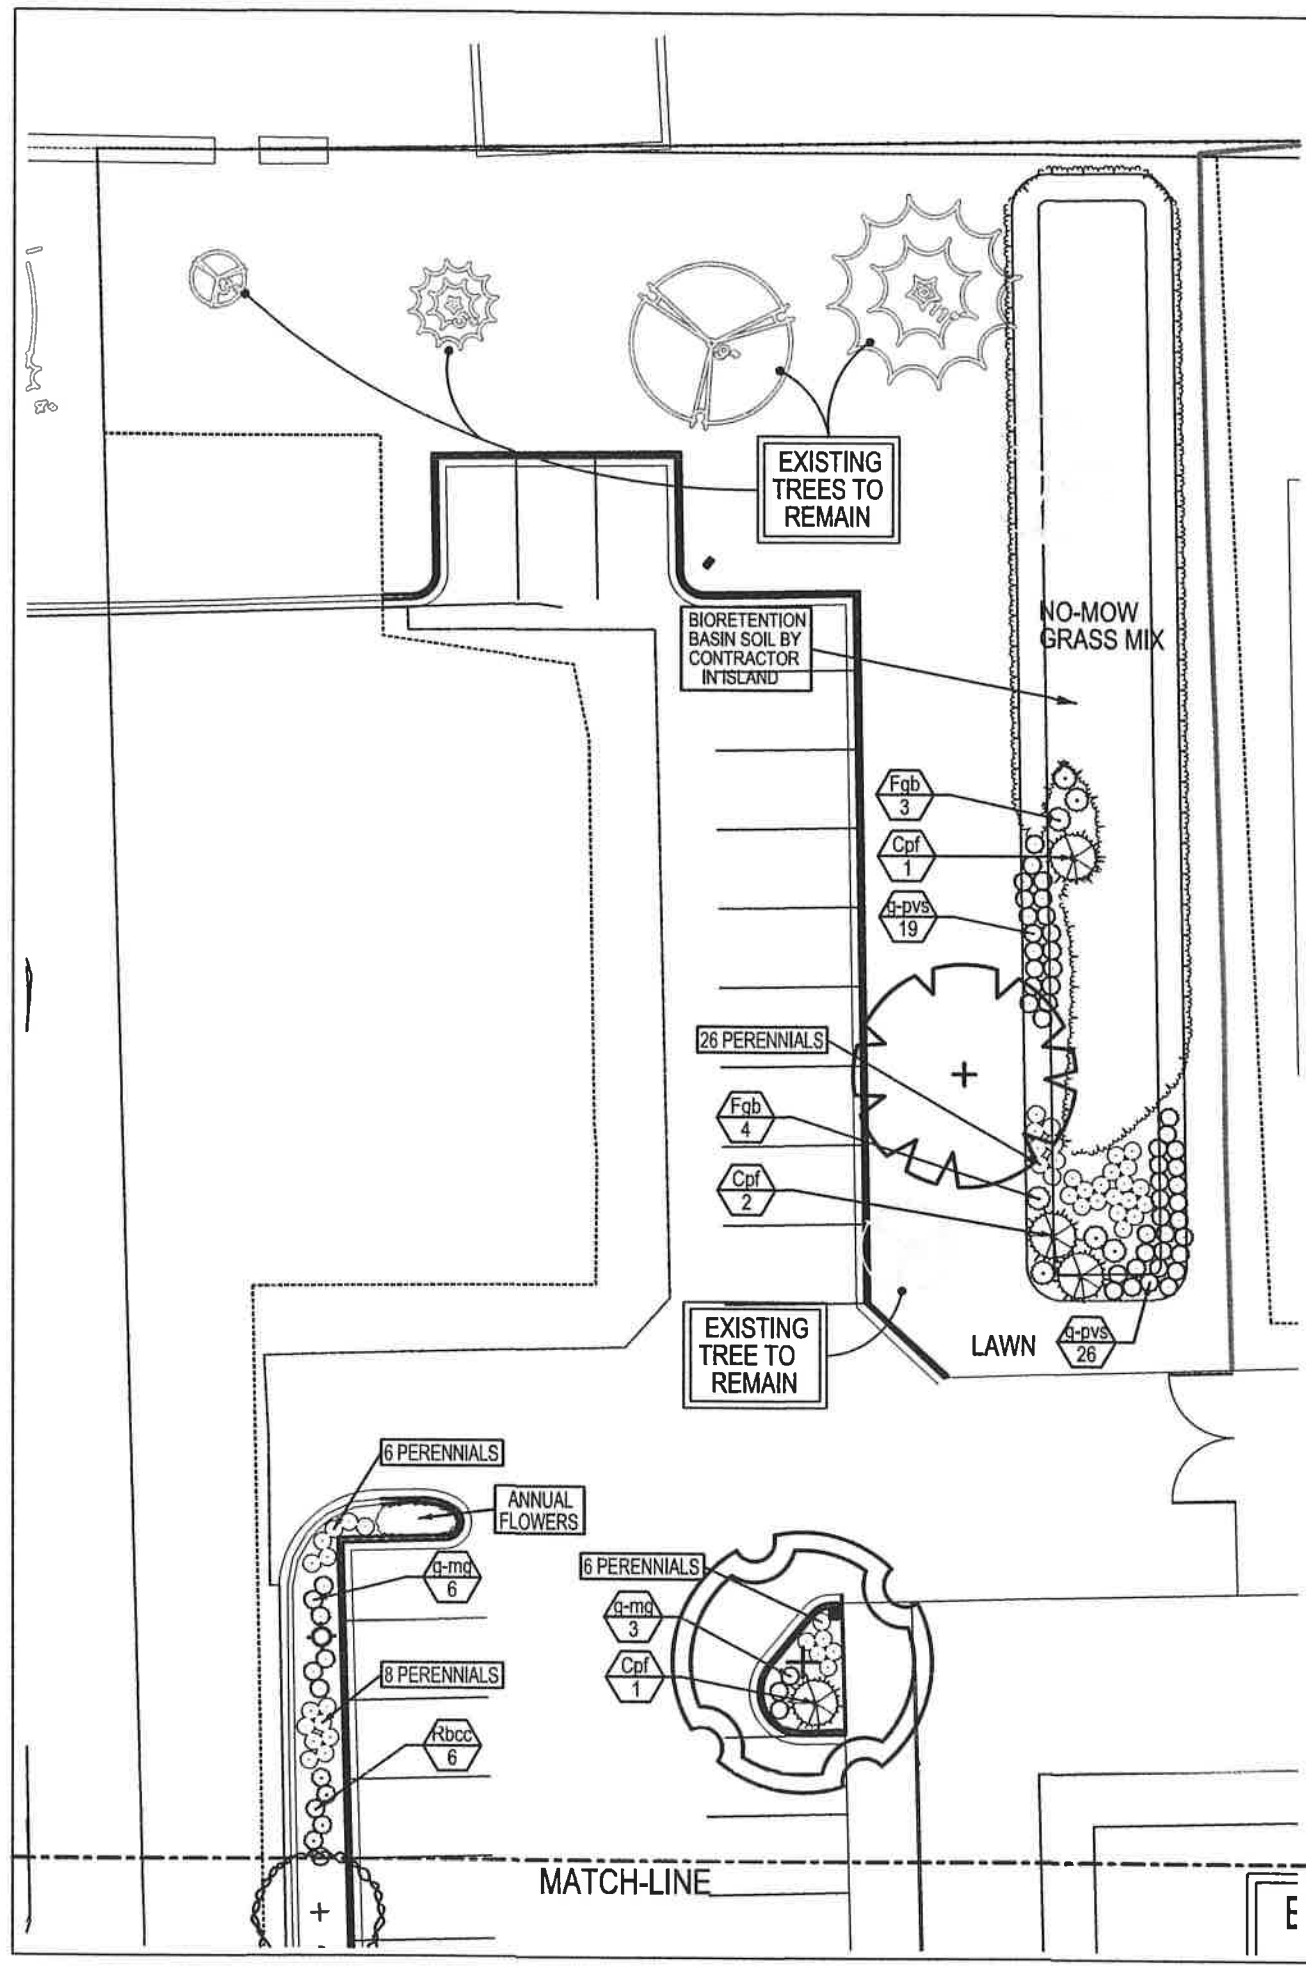 EXISTING
TREES TO
REMAIN
BIORETENTION
BASIN SOIL BY
CONTRACTOR
IN ISLAND
NO-MOW
GRASS MIX
Fgb
3
Cpf
1
g-pvs
19
26 PERENNIALS
Fgb
4
Cpf
2
EXISTING
TREE TO
REMAIN
LAWN
g-pvs
26
6 PERENNIALS
ANNUAL
FLOWERS
g-mg
6
6 PERENNIALS
g-mg
3
Cpf
1
8 PERENNIALS
Rbcc
6
MATCH-LINE
E